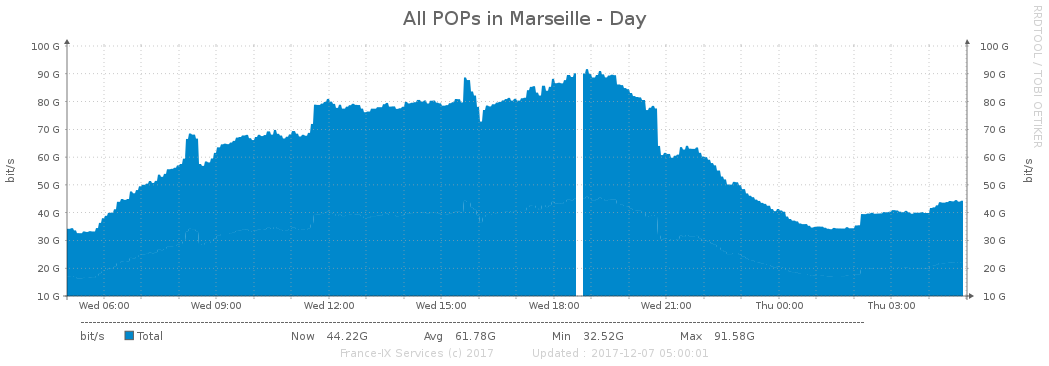 All POPs in Marseille - Day
RRDTOOL / TOBI OETIKER
100 G 100 G
90 G 90 G
80 G 80 G
70 G 70 G
60 G 60 G
50 G 50 G
40 G 40 G
30 G 30 G
20 G 20 G
10 G 10 G
bit/s bit/s
Wed 06:00 Wed 09:00 Wed 12:00 Wed 15:00 Wed 18:00 Wed 21:00 Thu 00:00 Thu 03:00
bit/s Total Now 44.22G Avg 61.78G Min 32.52G Max 91.58G
France-IX Services (c) 2017 Updated : 2017-12-07 05:00:01